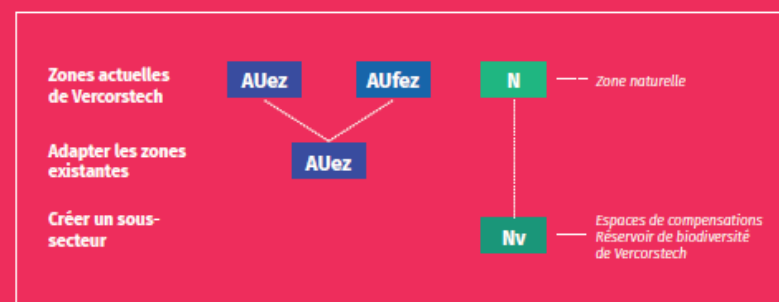 Zones actuelles
de Vercorstech
AUez
AUfez
N
Zone naturelle
Adapter les zones
existantes
AUez
Créer un sous-
secteur
Nv
Espaces de compensations
Réservoir de biodiversité
de Vercorstech